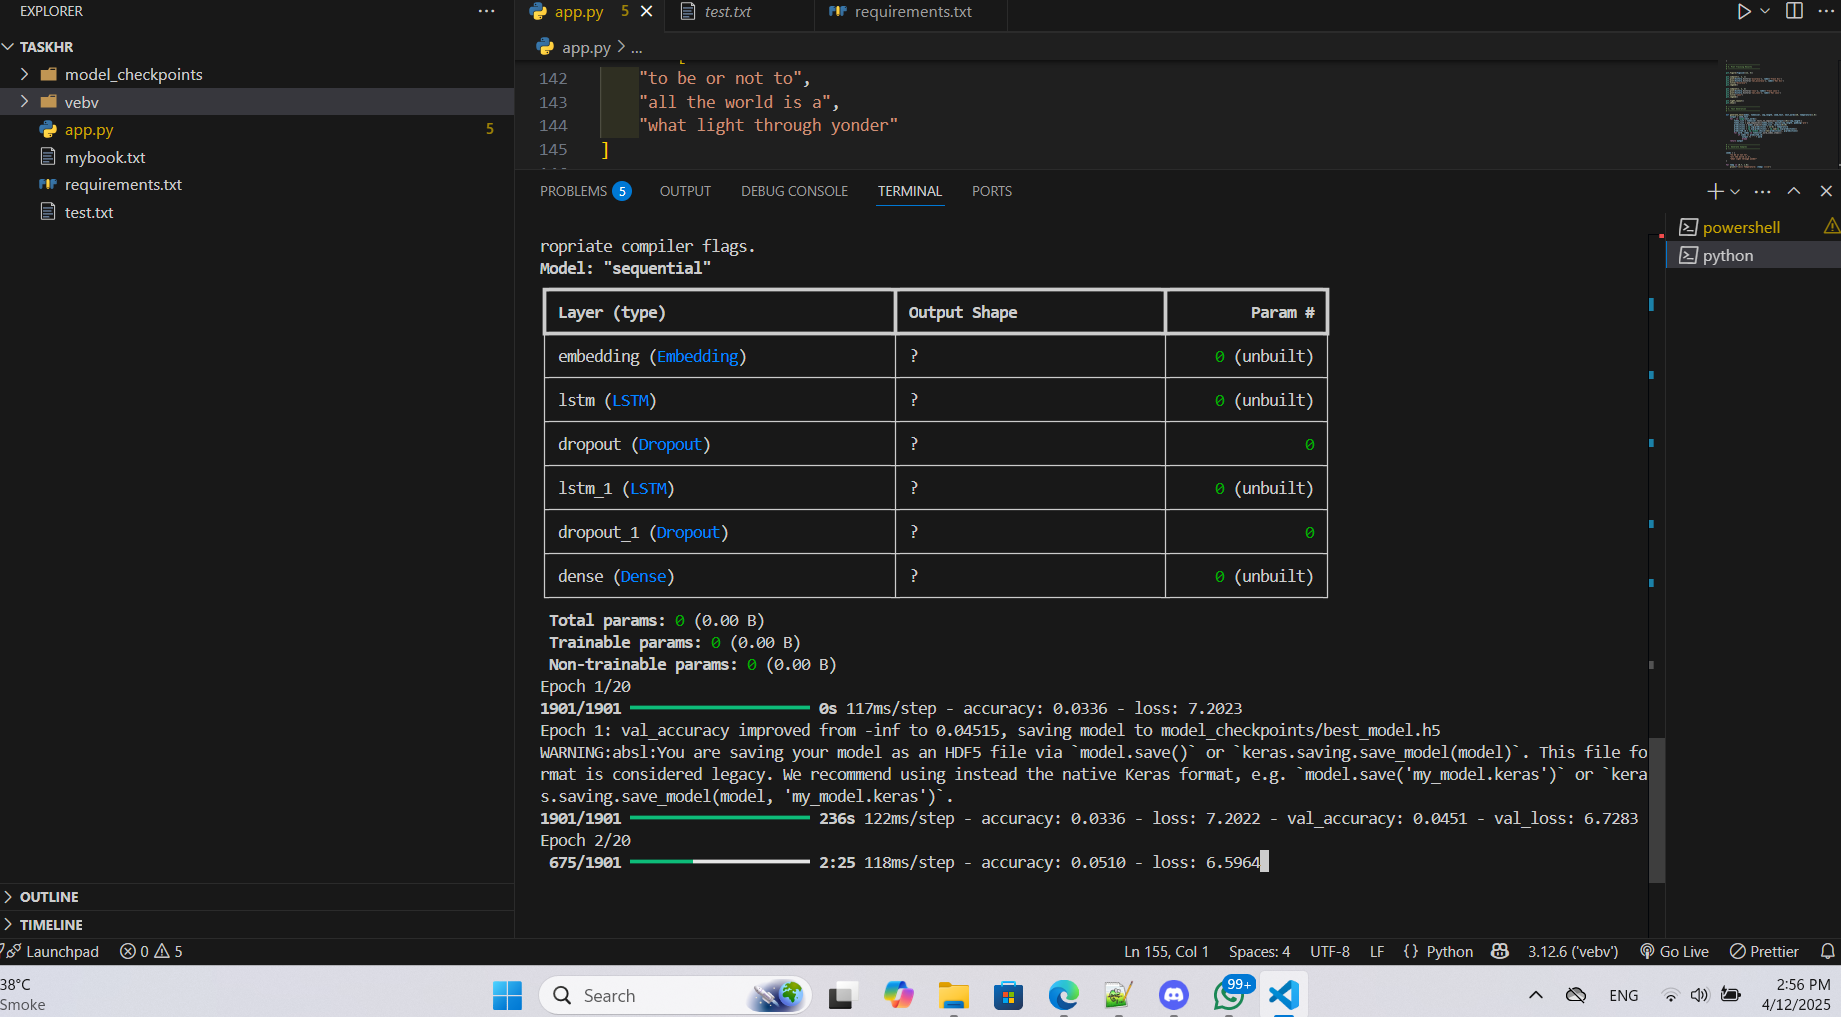 EXPLORER
TASKHR
model_checkpoints
vebv
app.py 5
mybook.txt
requirements.txt
test.txt
OUTLINE
TIMELINE
app.py 5
test.txt
requirements.txt
app.py > ...
142 "to be or not to",
143 "all the world is a",
144 "what light through yonder"
145 ]
PROBLEMS 5 OUTPUT DEBUG CONSOLE TERMINAL PORTS
powershell
python
ropriate compiler flags.
Model: "sequential"
Layer (type) Output Shape Param #
embedding (Embedding) ? 0 (unbuilt)
lstm (LSTM) ? 0 (unbuilt)
dropout (Dropout) ? 0
lstm_1 (LSTM) ? 0 (unbuilt)
dropout_1 (Dropout) ? 0
dense (Dense) ? 0 (unbuilt)
Total params: 0 (0.00 B)
Trainable params: 0 (0.00 B)
Non-trainable params: 0 (0.00 B)
Epoch 1/20
1901/1901 0s 117ms/step - accuracy: 0.0336 - loss: 7.2023
Epoch 1: val_accuracy improved from -inf to 0.04515, saving model to model_checkpoints/best_model.h5
WARNING:absl:You are saving your model as an HDF5 file via `model.save()` or `keras.saving.save_model(model)`. This file fo
rmat is considered legacy. We recommend using instead the native Keras format, e.g. `model.save('my_model.keras')` or `kera
s.saving.save_model(model, 'my_model.keras')`.
1901/1901 236s 122ms/step - accuracy: 0.0336 - loss: 7.2022 - val_accuracy: 0.0451 - val_loss: 6.7283
Epoch 2/20
675/1901 2:25 118ms/step - accuracy: 0.0510 - loss: 6.5964
Launchpad 0 5
Ln 155, Col 1 Spaces: 4 UTF-8 LF {} Python 3.12.6 ('vebv') Go Live Prettier
38°C
Smoke
Search
99+
ENG
2:56 PM
4/12/2025